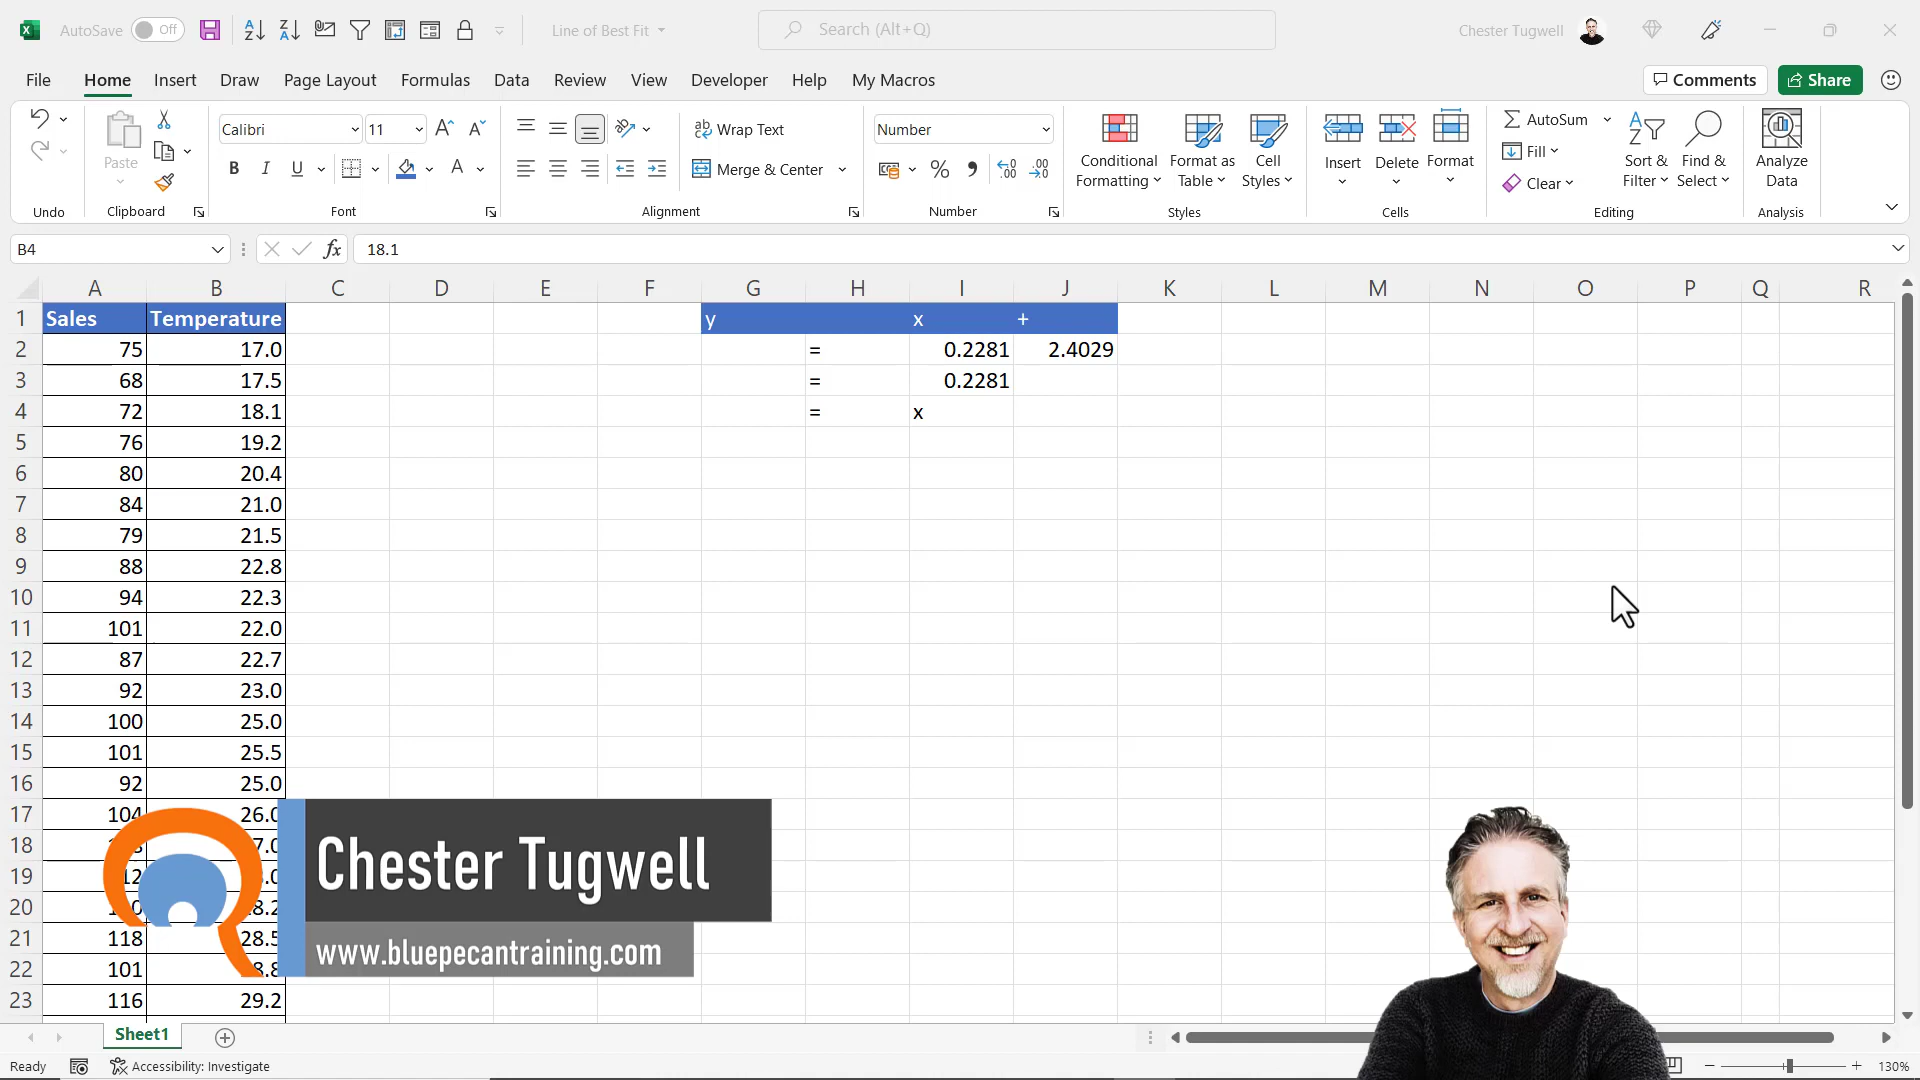 AutoSave Off Line of Best Fit Search (Alt+Q) Chester Tugwell
File Home Insert Draw Page Layout Formulas Data Review View Developer Help My Macros Comments Share
Calibri 11 Wrap Text Number AutoSum
Paste B I U A Merge & Center % Conditional Formatting Format as Table Cell Styles Insert Delete Format Fill Clear Sort & Filter Find & Select Analyze Data
Undo Clipboard Font Alignment Number Styles Cells Editing Analysis
B4 fx 18.1
A B C D E F G H I J K L M N O P Q R
1 Sales Temperature y x +
2 75 17.0 = 0.2281 2.4029
3 68 17.5 = 0.2281
4 72 18.1 = x
5 76 19.2
6 80 20.4
7 84 21.0
8 79 21.5
9 88 22.8
10 94 22.3
11 101 22.0
12 87 22.7
13 92 23.0
14 100 25.0
15 101 25.5
16 92 25.0
17 104 26.0
18
19
20
21 118 28.5
22 101
23 116 29.2
Chester Tugwell
www.bluepecantraining.com
Sheet1
Ready Accessibility: Investigate 130%